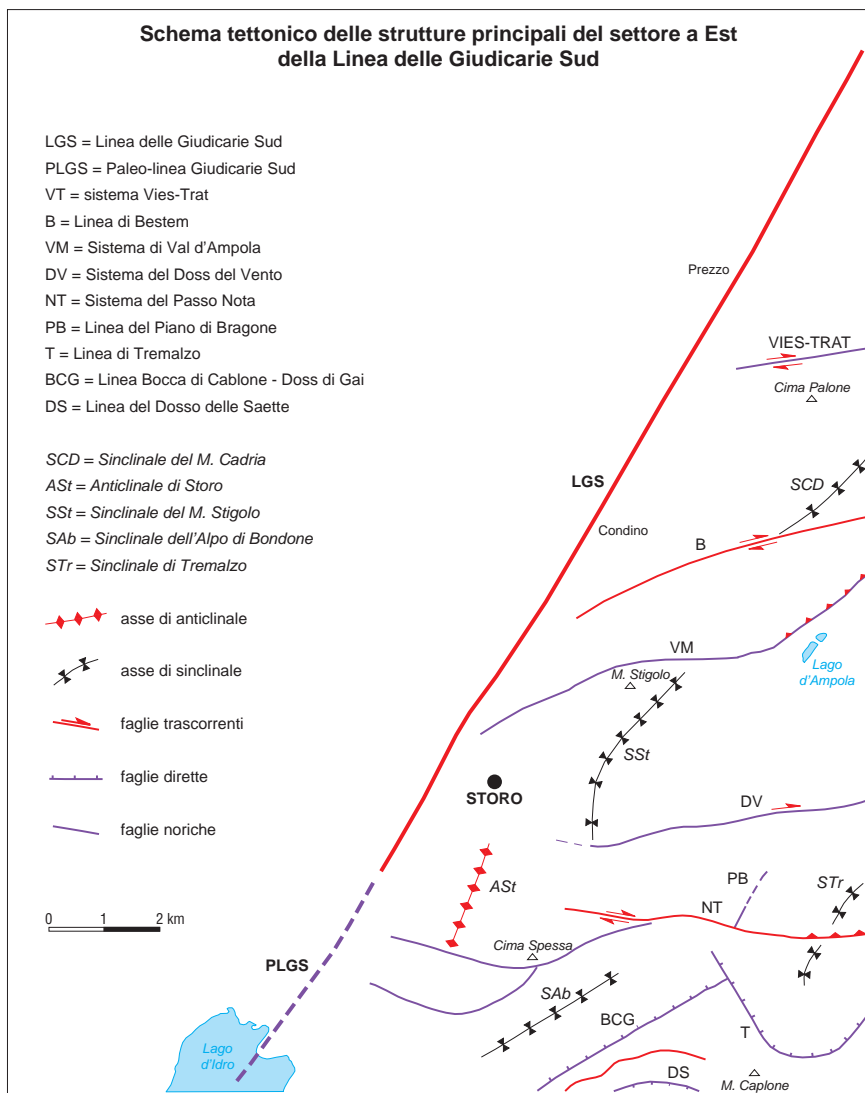 Schema tettonico delle strutture principali del settore a Est
della Linea delle Giudicarie Sud
LGS = Linea delle Giudicarie Sud
PLGS = Paleo-linea Giudicarie Sud
VT = sistema Vies-Trat
B = Linea di Bestem
VM = Sistema di Val d'Ampola
DV = Sistema del Doss del Vento
NT = Sistema del Passo Nota
PB = Linea del Piano di Bragone
T = Linea di Tremalzo
BCG = Linea Bocca di Cablone - Doss di Gai
DS = Linea del Dosso delle Saette
SCD = Sinclinale del M. Cadria
ASt = Anticlinale di Storo
SSt = Sinclinale del M. Stigolo
SAb = Sinclinale dell'Alpo di Bondone
STr = Sinclinale di Tremalzo
asse di anticlinale
asse di sinclinale
faglie trascorrenti
faglie dirette
faglie noriche
0 1 2 km
Prezzo
VIES-TRAT
Cima Palone
SCD
LGS
Condino
B
VM
M. Stigolo
Lago
d'Ampola
SSt
STORO
DV
PB
STr
ASt
NT
Cima Spessa
PLGS
SAb
BCG
T
Lago
d'Idro
DS
M. Caplone